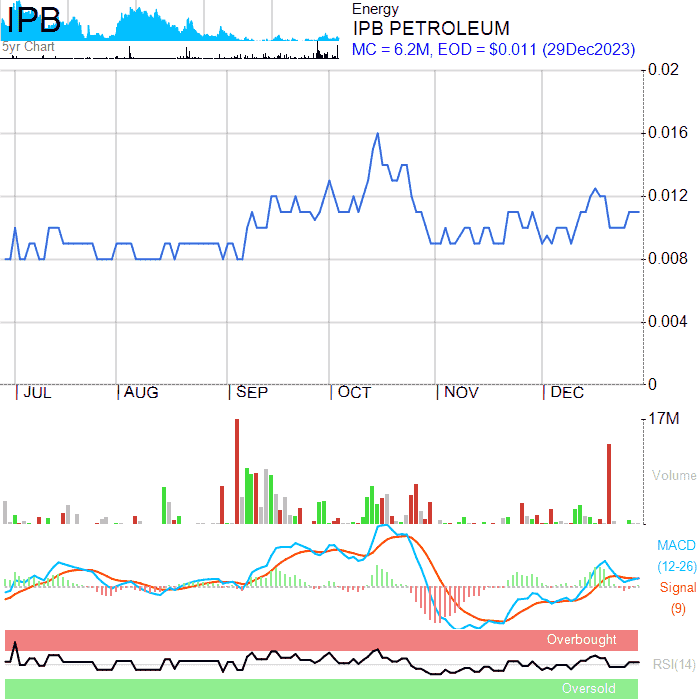 IPB
5yr Chart
Energy
IPB PETROLEUM
MC = 6.2M, EOD = $0.011 (29Dec2023)
0.02
0.016
0.012
0.008
0.004
0
JUL AUG SEP OCT NOV DEC
17M
Volume
MACD
(12-26)
Signal
(9)
Overbought
RSI(14)
Oversold